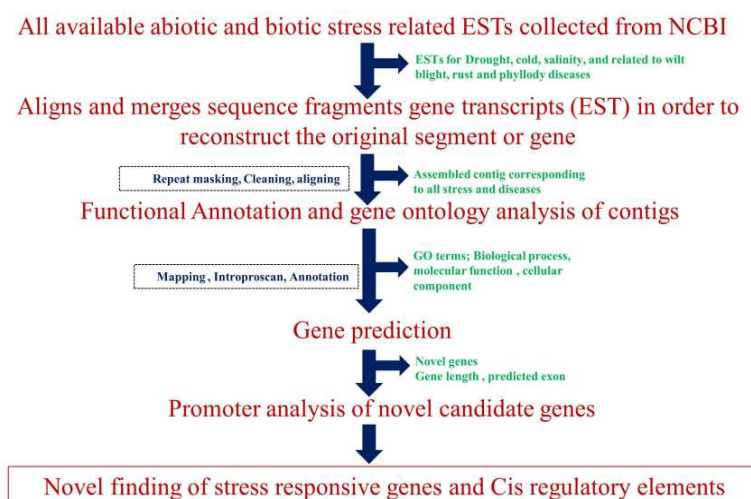 All available abiotic and biotic stress related ESTs collected from NCBI
ESTs for Drought, cold, salinity, and related to wilt
blight, rust and phyllody diseases
Aligns and merges sequence fragments gene transcripts (EST) in order to
reconstruct the original segment or gene
Repeat masking, Cleaning, aligning
Assembled contig corresponding
to all stress and diseases
Functional Annotation and gene ontology analysis of contigs
Mapping , Introproscan, Annotation
GO terms; Biological process,
molecular function , cellular
component
Gene prediction
Novel genes
Gene length , predicted exon
Promoter analysis of novel candidate genes
Novel finding of stress responsive genes and Cis regulatory elements